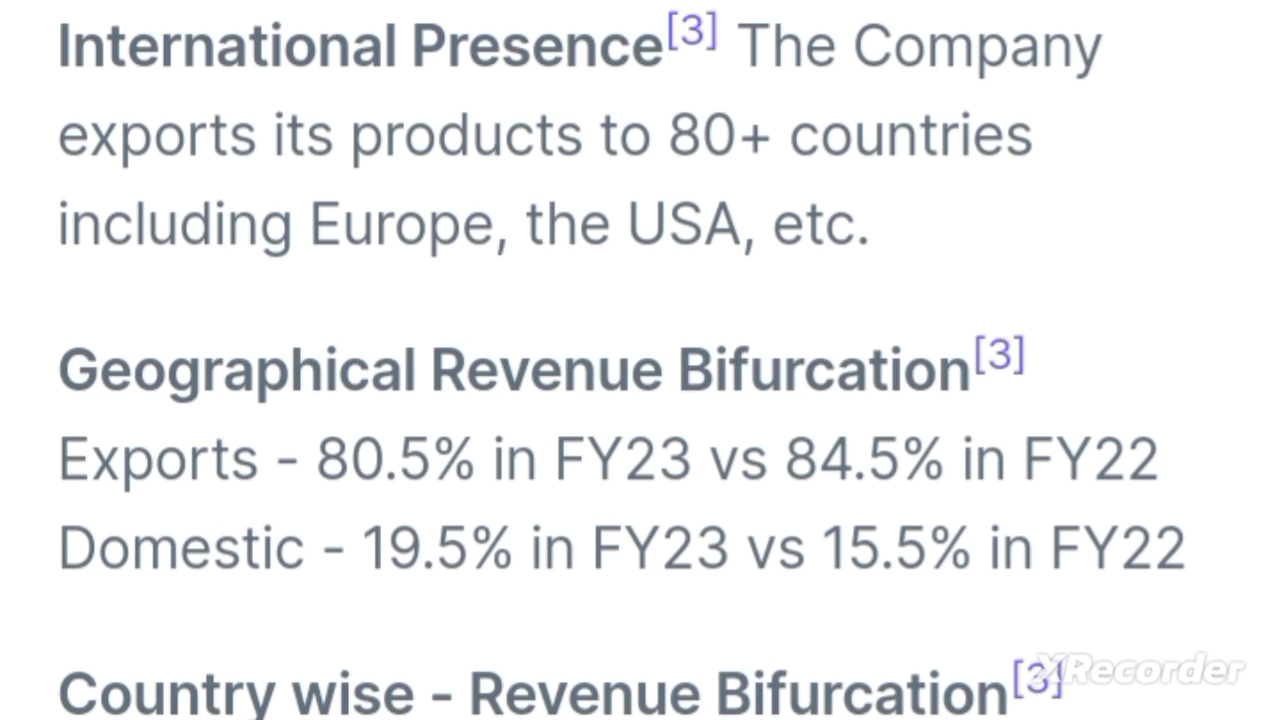 International Presence[3] The Company
exports its products to 80+ countries
including Europe, the USA, etc.
Geographical Revenue Bifurcation[3]
Exports - 80.5% in FY23 vs 84.5% in FY22
Domestic - 19.5% in FY23 vs 15.5% in FY22
Country wise - Revenue Bifurcation[3]
XRecorder